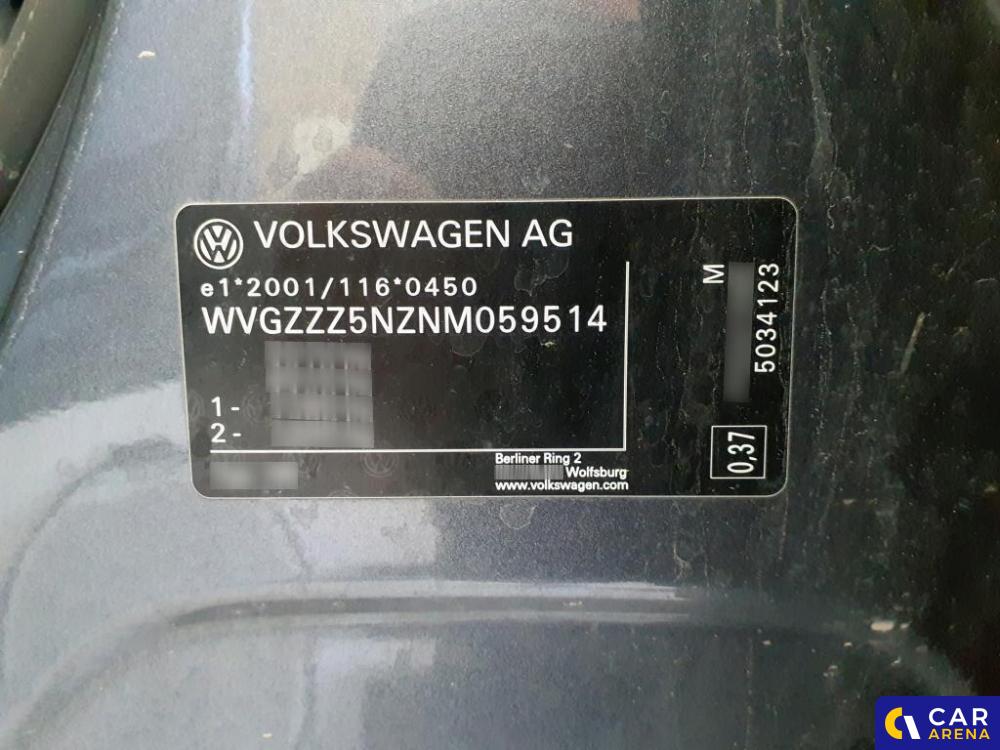 VOLKSWAGEN AG
e1*2001/116*0450
WVGZZZ5NZNM059514
1-
2-
Berliner Ring 2
Wolfsburg
www.volkswagen.com
M
5034123
0,37
CAR
ARENA